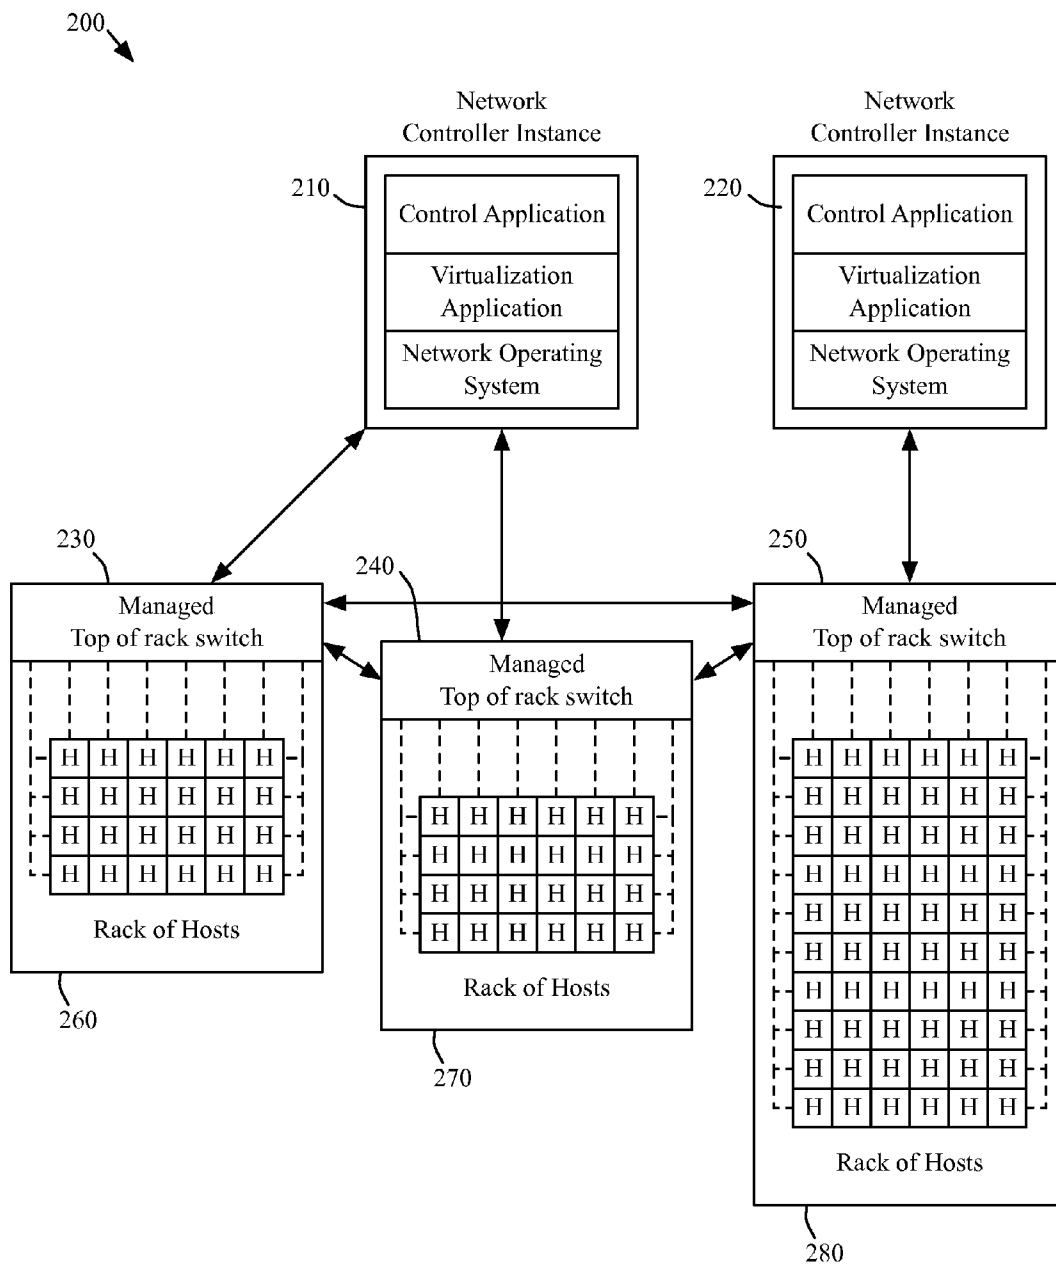 200
Network
Controller Instance
Network
Controller Instance
210
220
Control Application
Virtualization
Application
Network Operating
System
Control Application
Virtualization
Application
Network Operating
System
230
240
250
Managed
Top of rack switch
Managed
Top of rack switch
Managed
Top of rack switch
H H H H H H
H H H H H H
H H H H H H
H H H H H H
Rack of Hosts
260
H H H H H H
H H H H H H
H H H H H H
H H H H H H
Rack of Hosts
270
H H H H H H
H H H H H H
H H H H H H
H H H H H H
H H H H H H
H H H H H H
H H H H H H
H H H H H H
H H H H H H
H H H H H H
Rack of Hosts
280